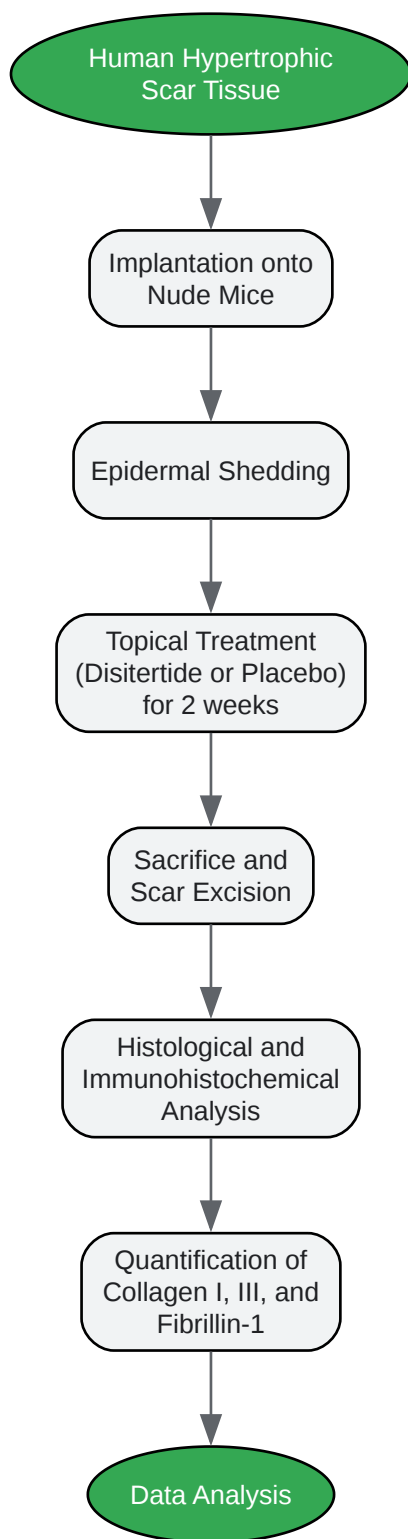 Human Hypertrophic
Scar Tissue
Implantation onto
Nude Mice
Epidermal Shedding
Topical Treatment
(Disitertide or Placebo)
for 2 weeks
Sacrifice and
Scar Excision
Histological and
Immunohistochemical
Analysis
Quantification of
Collagen I, III, and
Fibrillin-1
Data Analysis